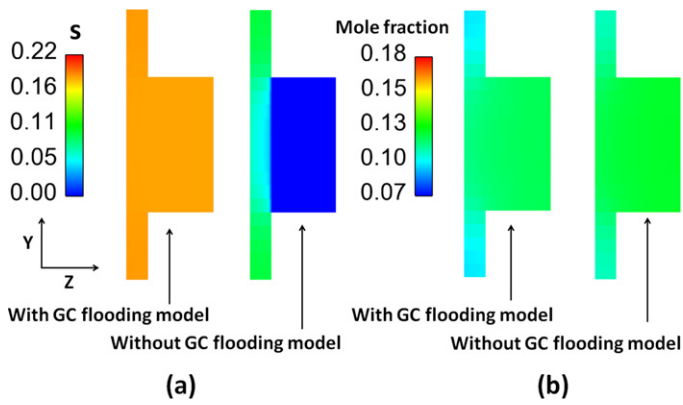 S
0.22
0.16
0.11
0.05
0.00
Y
Z
With GC flooding model
Without GC flooding model
(a)
Mole fraction
0.18
0.15
0.13
0.10
0.07
With GC flooding model
Without GC flooding model
(b)